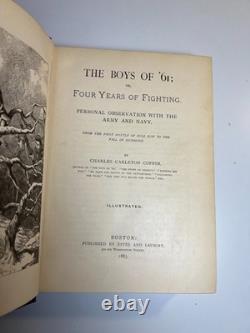 THE BOYS OF '61;
OR,
FOUR YEARS OF FIGHTING.
PERSONAL OBSERVATION WITH THE
ARMY AND NAVY,
FROM THE FIRST BATTLE OF BULL RUN TO THE
FALL OF RICHMOND.
BY
CHARLES CARLETON COFFIN,
ILLUSTRATED.
BOSTON:
PUBLISHED BY ESTES AND LAURIAT,